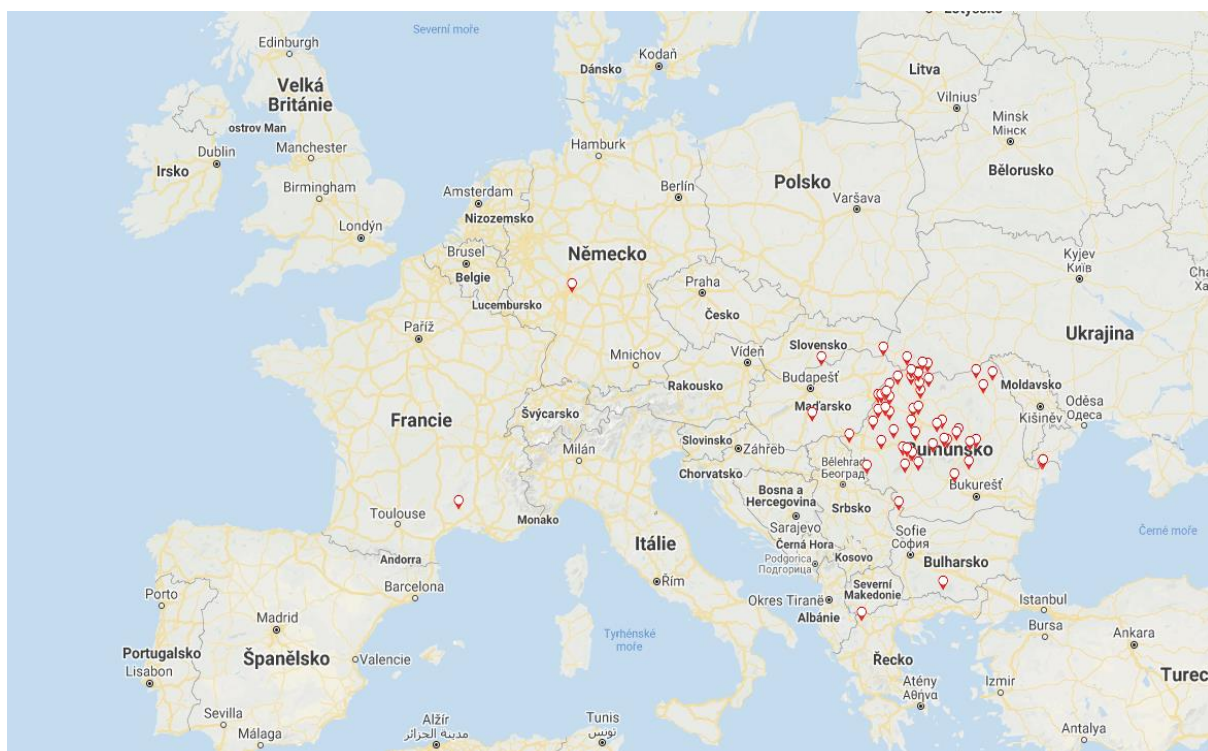 Lotyšsko
Edinburgh
Severní moře
Kodaň
Dánsko
Litva
Velká
Británie
Vilnius
Minsk
Мінск
ostrov Man
Dublin
Irsko
Manchester
Hamburk
Bělorusko
Birmingham
Amsterdam
Nizozemsko
Berlín
Polsko
Varšava
Londýn
Brusel
Belgie
Německo
Kyjev
Київ
Lucembursko
Praha
Česko
Paříž
Ukrajina
Slovensko
Mnichov
Vídeň
Rakousko
Budapešť
Maďarsko
Moldavsko
Kišiněv
Oděsa
Одеса
Francie
Švýcarsko
Slovinsko
Záhřeb
Milán
Chorvatsko
Rumunsko
Bělehrad
Београд
Bosna a
Hercegovina
Bukurešť
Srbsko
Toulouse
Monako
Sarajevo
Itálie
Sofie
София
Černé moře
Andorra
Černá Hora
Kosovo
Podgorica
Подгорица
Bulharsko
Barcelona
Porto
Řím
Severní
Makedonie
Okres Tiranë
Istanbul
Bursa
Albánie
Madrid
Ankara
Tyrhénské
moře
Portugalsko
Lisabon
Španělsko
Valencie
Řecko
Turec
Izmir
Atény
Αθήνα
Sevilla
Málaga
Alžír
مدينة الجزائر
Tunis
تونس
Antalya